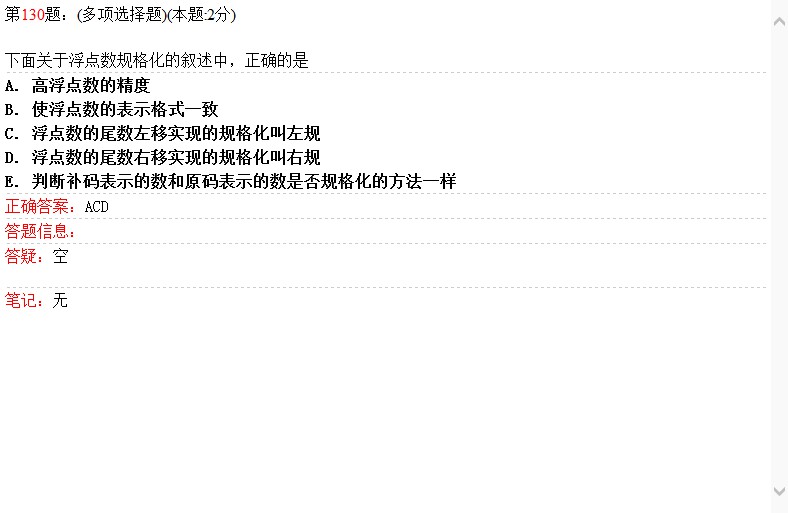 第130题：(多项选择题)(本题:2分)
下面关于浮点数规格化的叙述中，正确的是
A. 高浮点数的精度
B. 使浮点数的表示格式一致
C. 浮点数的尾数左移实现的规格化叫左规
D. 浮点数的尾数右移实现的规格化叫右规
E. 判断补码表示的数和原码表示的数是否规格化的方法一样
正确答案：ACD
答题信息：
答疑：空
笔记：无